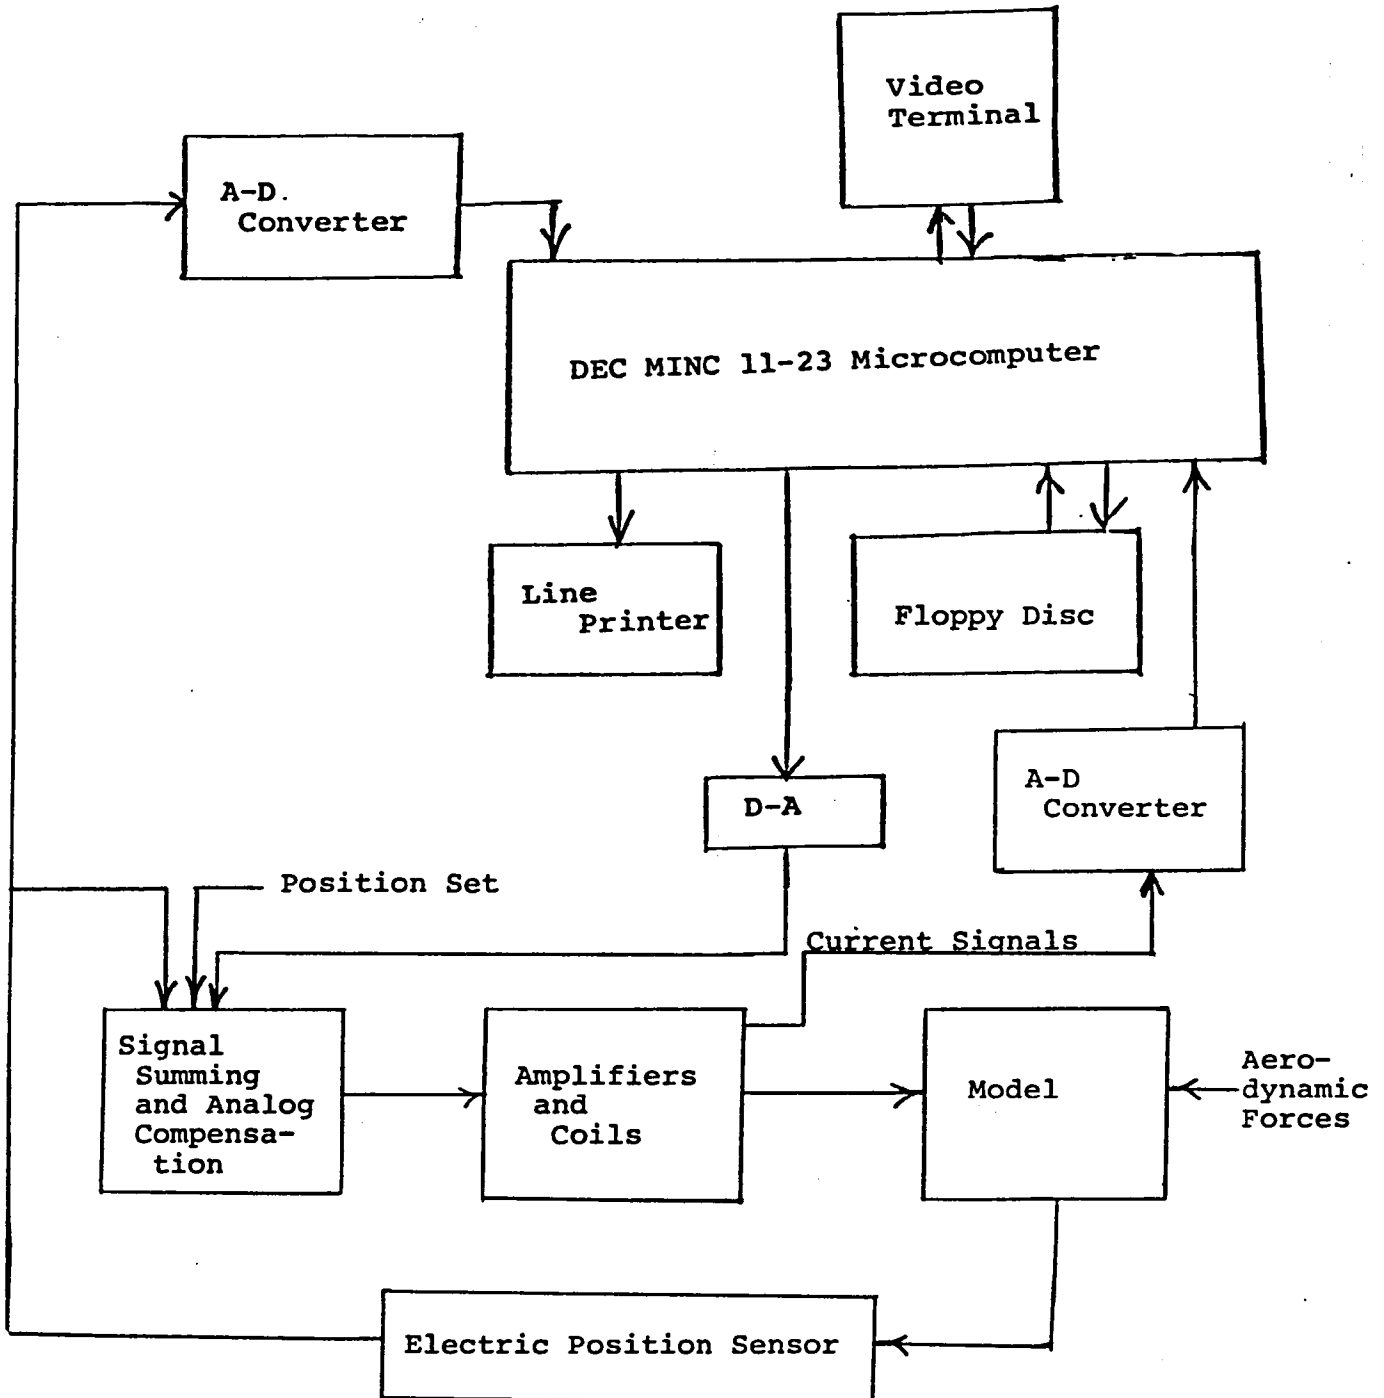 Video
Terminal
A-D.
Converter
DEC MINC 11-23 Microcomputer
Line
Printer
Floppy Disc
D-A
A-D
Converter
Position Set
Current Signals
Signal
Summing
and Analog
Compensa-
tion
Amplifiers
and
Coils
Model
Aero-
dynamic
Forces
Electric Position Sensor